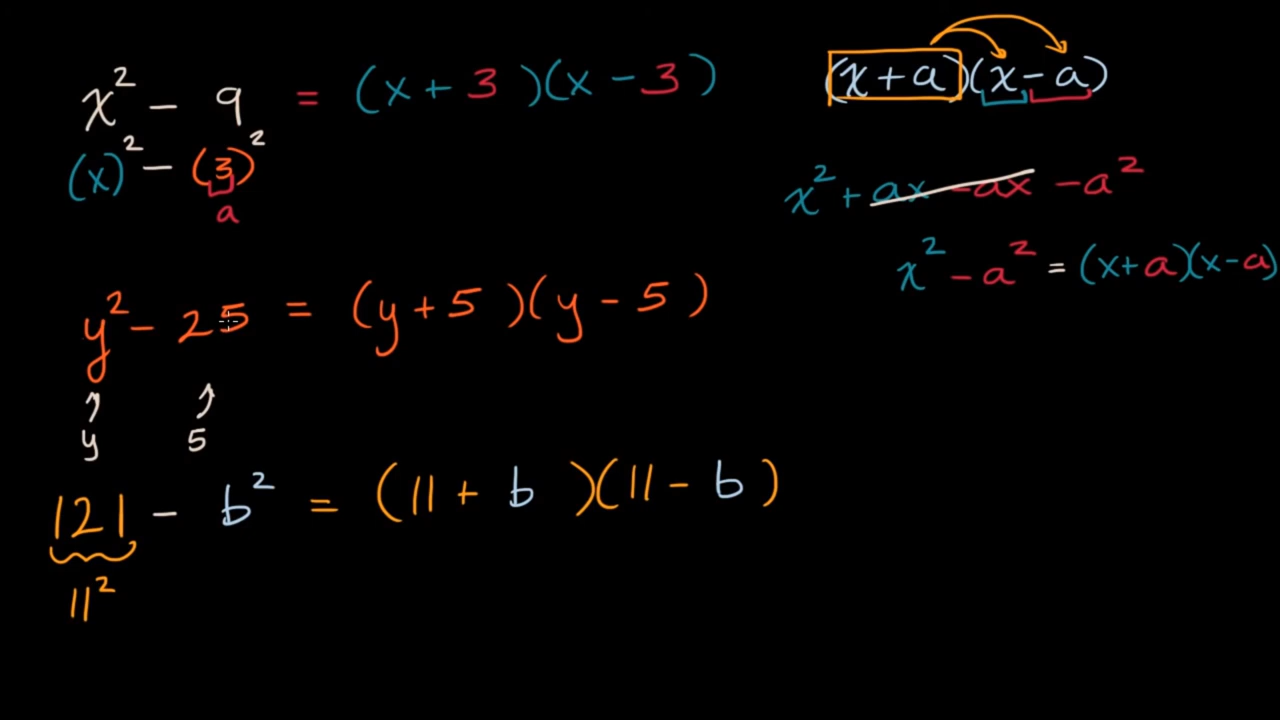 x² − 9 = (x + 3)(x − 3)
(x)² − (3)²
a
y² − 25 = (y + 5)(y − 5)
y 5
121 − b² = (11 + b)(11 − b)
11²
(x + a)(x − a)
x² + ax − ax − a²
x² − a² = (x+a)(x−a)